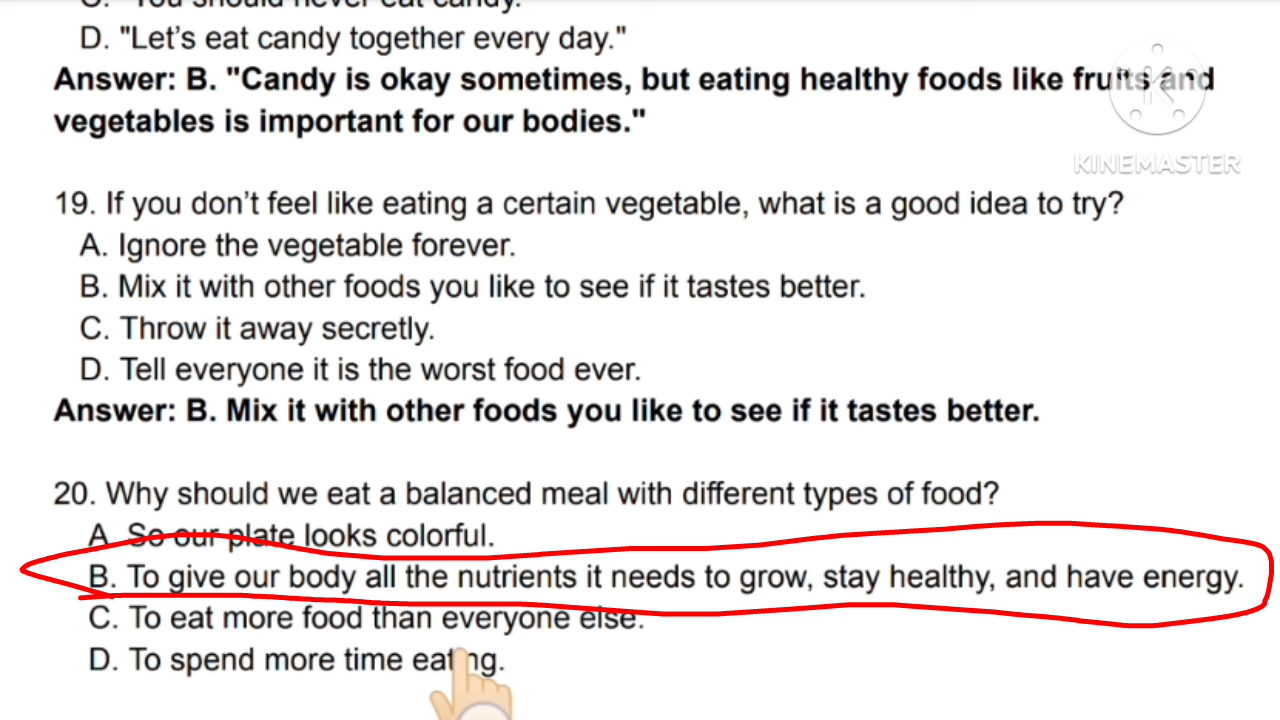 C. "You should never eat candy."
D. "Let's eat candy together every day."
Answer: B. "Candy is okay sometimes, but eating healthy foods like fruits and
vegetables is important for our bodies."
KINEMASTER
19. If you don't feel like eating a certain vegetable, what is a good idea to try?
A. Ignore the vegetable forever.
B. Mix it with other foods you like to see if it tastes better.
C. Throw it away secretly.
D. Tell everyone it is the worst food ever.
Answer: B. Mix it with other foods you like to see if it tastes better.
20. Why should we eat a balanced meal with different types of food?
A. So our plate looks colorful.
B. To give our body all the nutrients it needs to grow, stay healthy, and have energy.
C. To eat more food than everyone else.
D. To spend more time eating.